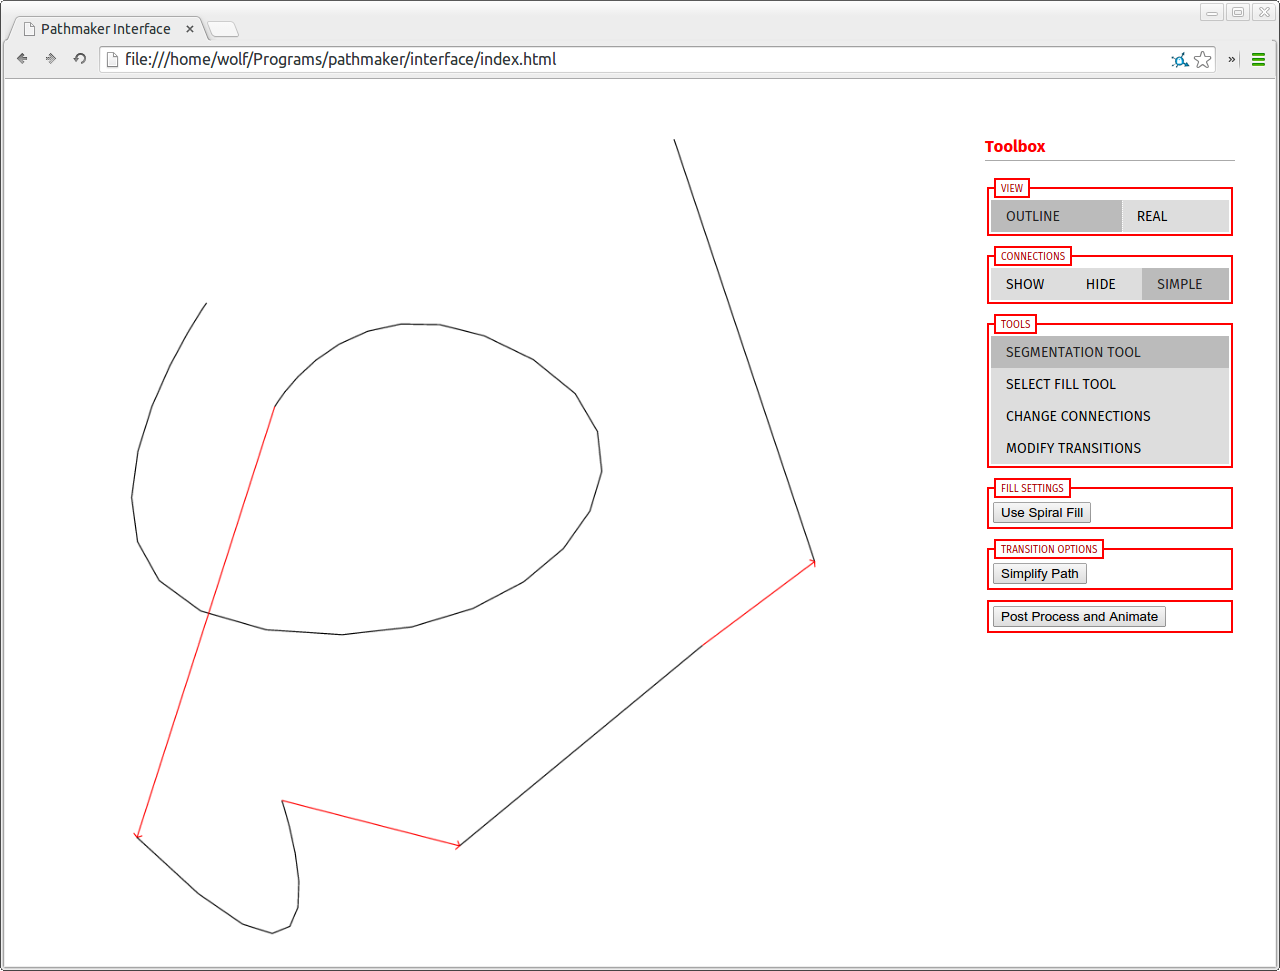 Pathmaker Interface
file:///home/wolf/Programs/pathmaker/interface/index.html
Toolbox
VIEW
OUTLINE REAL
CONNECTIONS
SHOW HIDE SIMPLE
TOOLS
SEGMENTATION TOOL
SELECT FILL TOOL
CHANGE CONNECTIONS
MODIFY TRANSITIONS
FILL SETTINGS
Use Spiral Fill
TRANSITION OPTIONS
Simplify Path
Post Process and Animate